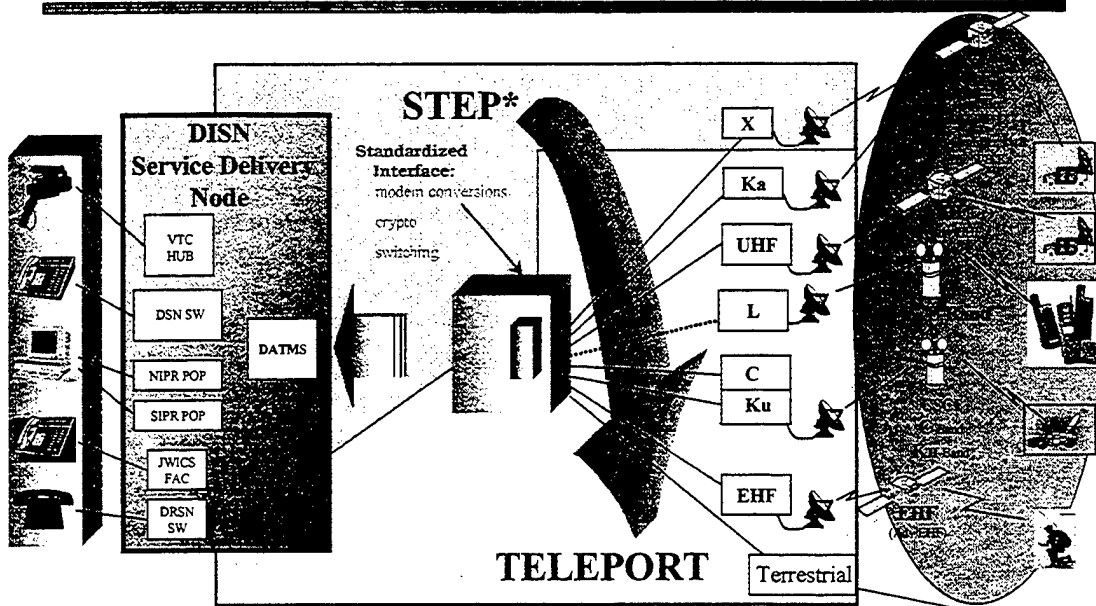 STEP*
DISN
Service Delivery
Node
VTC
HUB
DSN SW
DATMS
NIPR POP
SIPR POP
JWICS
FAC
DRSN
SW
Standardized
Interface:
modem conversions
crypto
switching
X
Ka
UHF
L
C
Ku
EHF
TELEPORT
Terrestrial
EHF